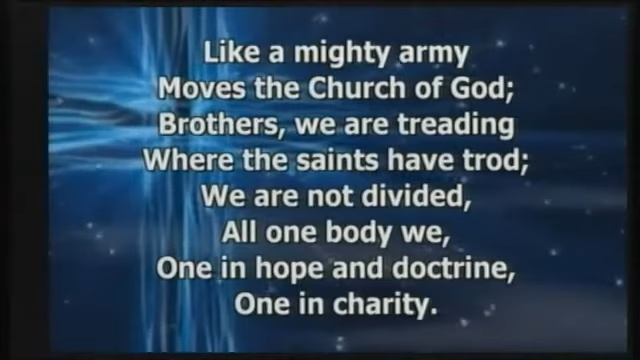 Like a mighty army
Moves the Church of God;
Brothers, we are treading
Where the saints have trod;
We are not divided,
All one body we,
One in hope and doctrine,
One in charity.